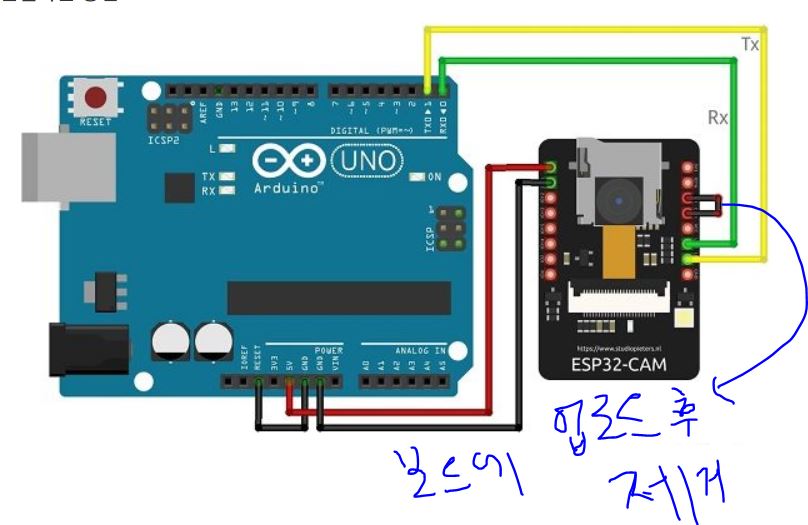 Tx
Rx
RESET
ICSP2
AREF
GND
13
12
~11
~10
~9
8
7
~6
~5
4
~3
2
TX0▶1
RX0◀0
DIGITAL (PWM=~)
L
TX
RX
Arduino™
UNO
ON
ICSP
1
IOREF
RESET
3V3
5V
GND
GND
VIN
POWER
ANALOG IN
A0
A1
A2
A3
A4
A5
https://www.studiopieters.nl
ESP32-CAM
업로드 후
보드에
제거